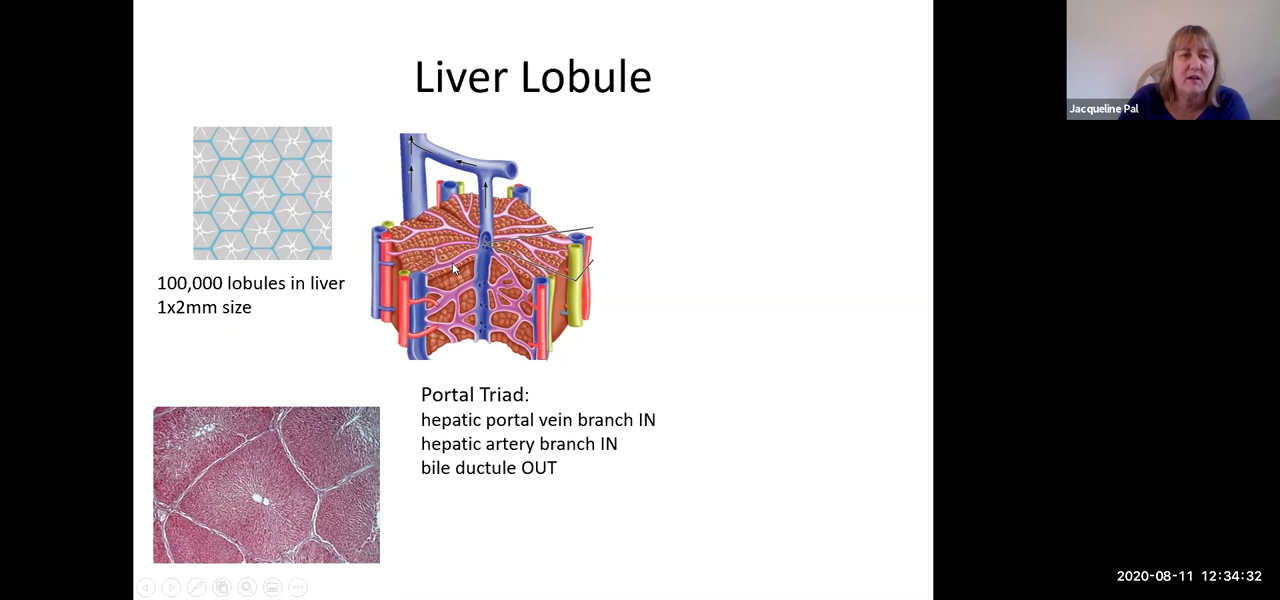 Liver Lobule
Jacqueline Pal
100,000 lobules in liver
1x2mm size
Portal Triad:
hepatic portal vein branch IN
hepatic artery branch IN
bile ductule OUT
2020-08-11 12:34:32